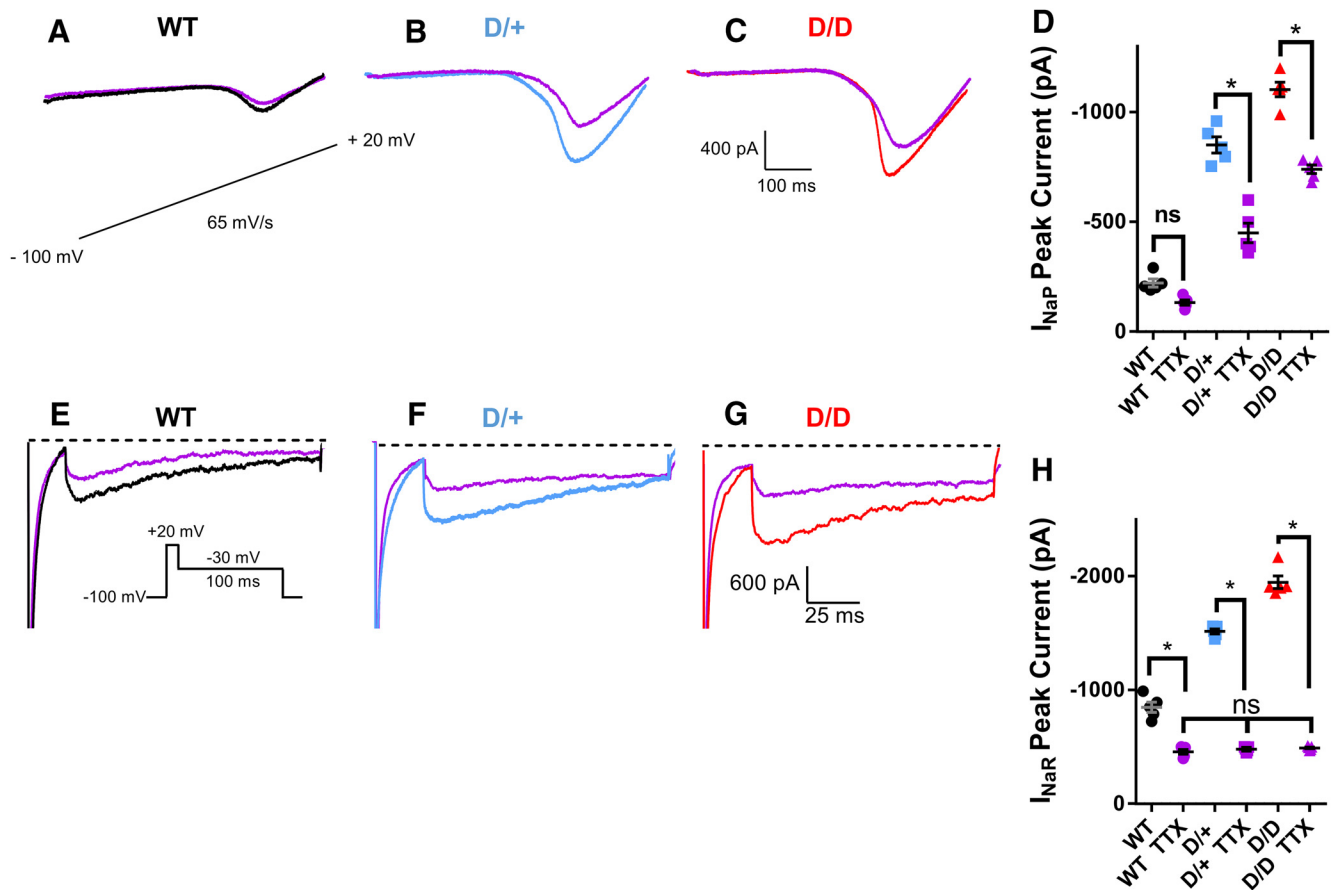 A WT
B D/+
C D/D
+ 20 mV
65 mV/s
- 100 mV
400 pA
100 ms
D
I_NaP Peak Current (pA)
-1000
-500
0
*
*
ns
WT
WT TTX
D/+
D/+ TTX
D/D
D/D TTX
E WT
+20 mV
-30 mV
100 ms
-100 mV
F D/+
G D/D
600 pA
25 ms
H
I_NaR Peak Current (pA)
-2000
-1000
0
*
*
*
ns
WT
WT TTX
D/+
D/+ TTX
D/D
D/D TTX